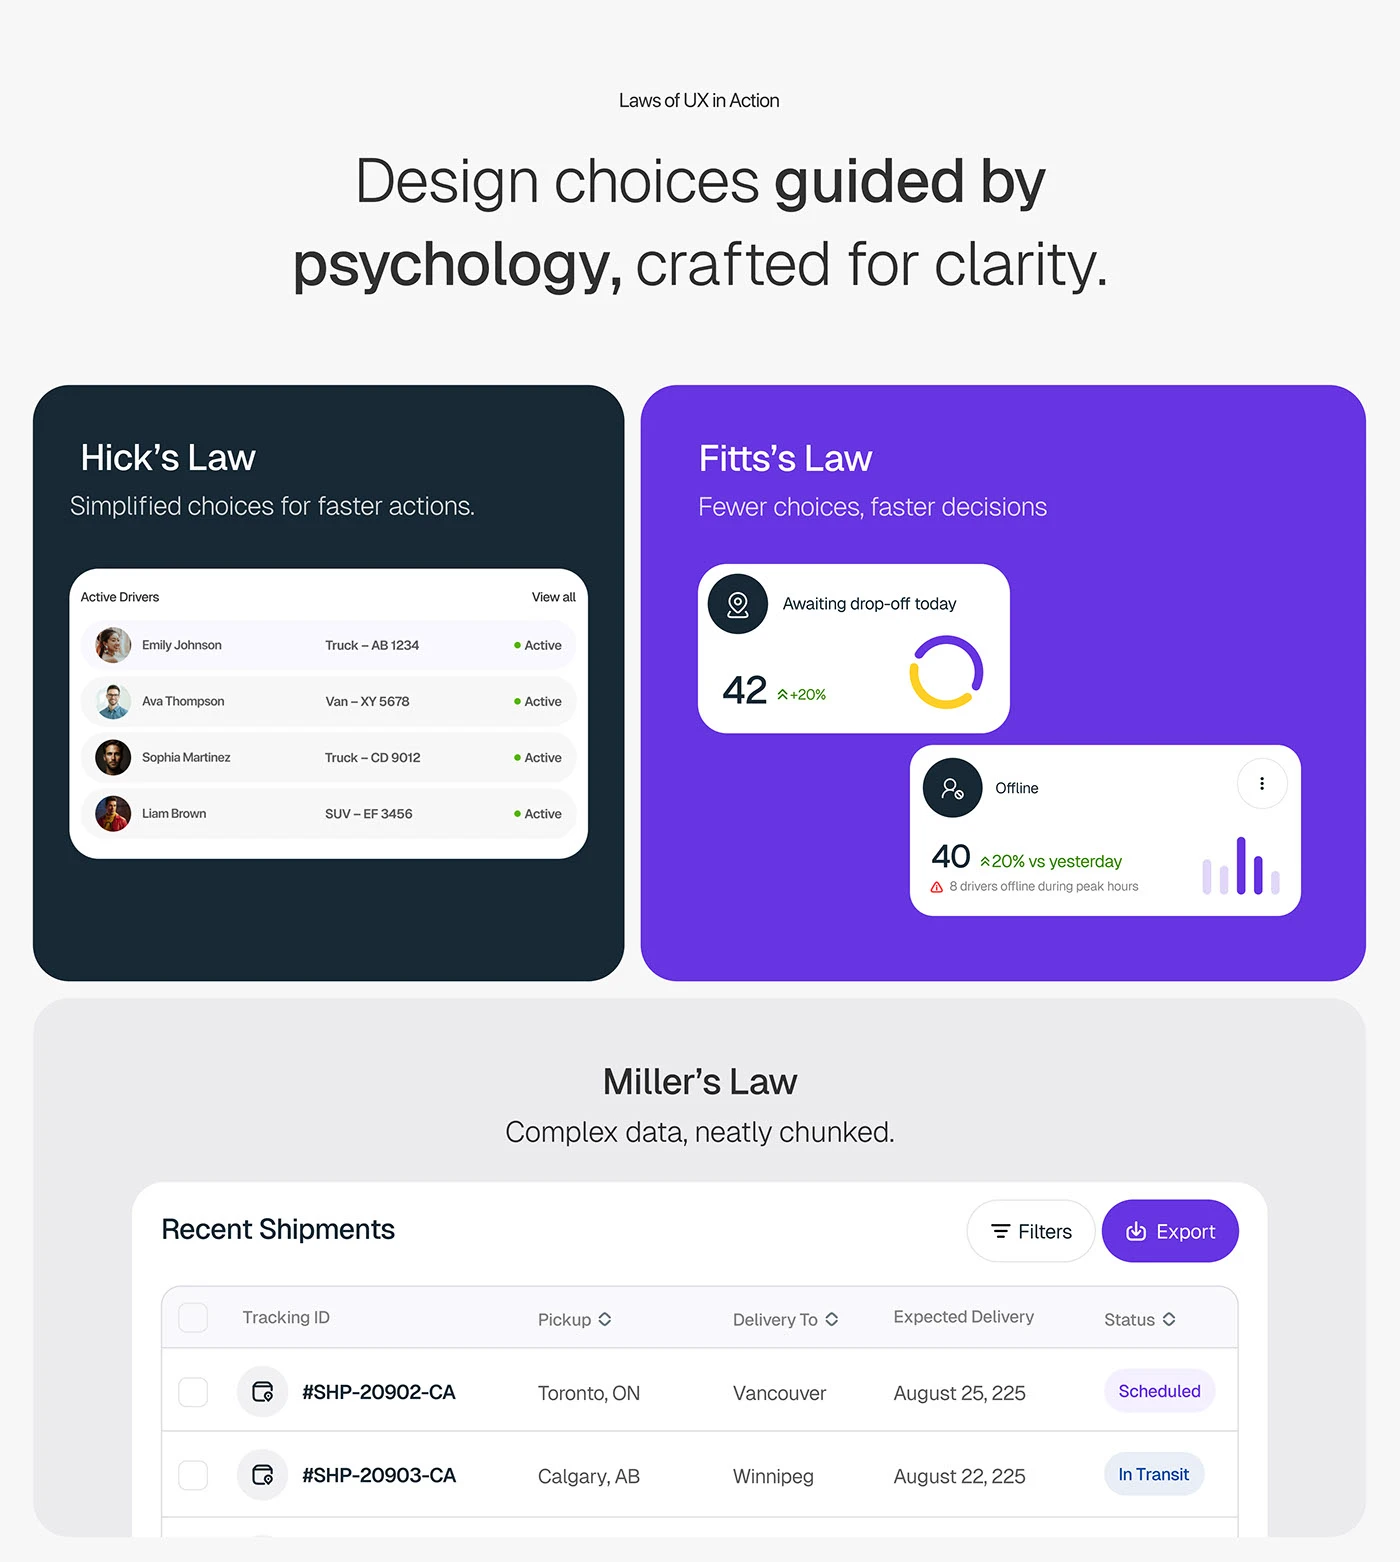 Laws of UX in Action
Design choices guided by
psychology, crafted for clarity.
Hick's Law
Simplified choices for faster actions.
Active Drivers
View all
Emily Johnson
Truck – AB 1234
Active
Ava Thompson
Van – XY 5678
Active
Sophia Martinez
Truck – CD 9012
Active
Liam Brown
SUV – EF 3456
Active
Fitts's Law
Fewer choices, faster decisions
Awaiting drop-off today
42
+20%
Offline
40
20% vs yesterday
8 drivers offline during peak hours
Miller's Law
Complex data, neatly chunked.
Recent Shipments
Filters
Export
Tracking ID
Pickup
Delivery To
Expected Delivery
Status
#SHP-20902-CA
Toronto, ON
Vancouver
August 25, 225
Scheduled
#SHP-20903-CA
Calgary, AB
Winnipeg
August 22, 225
In Transit